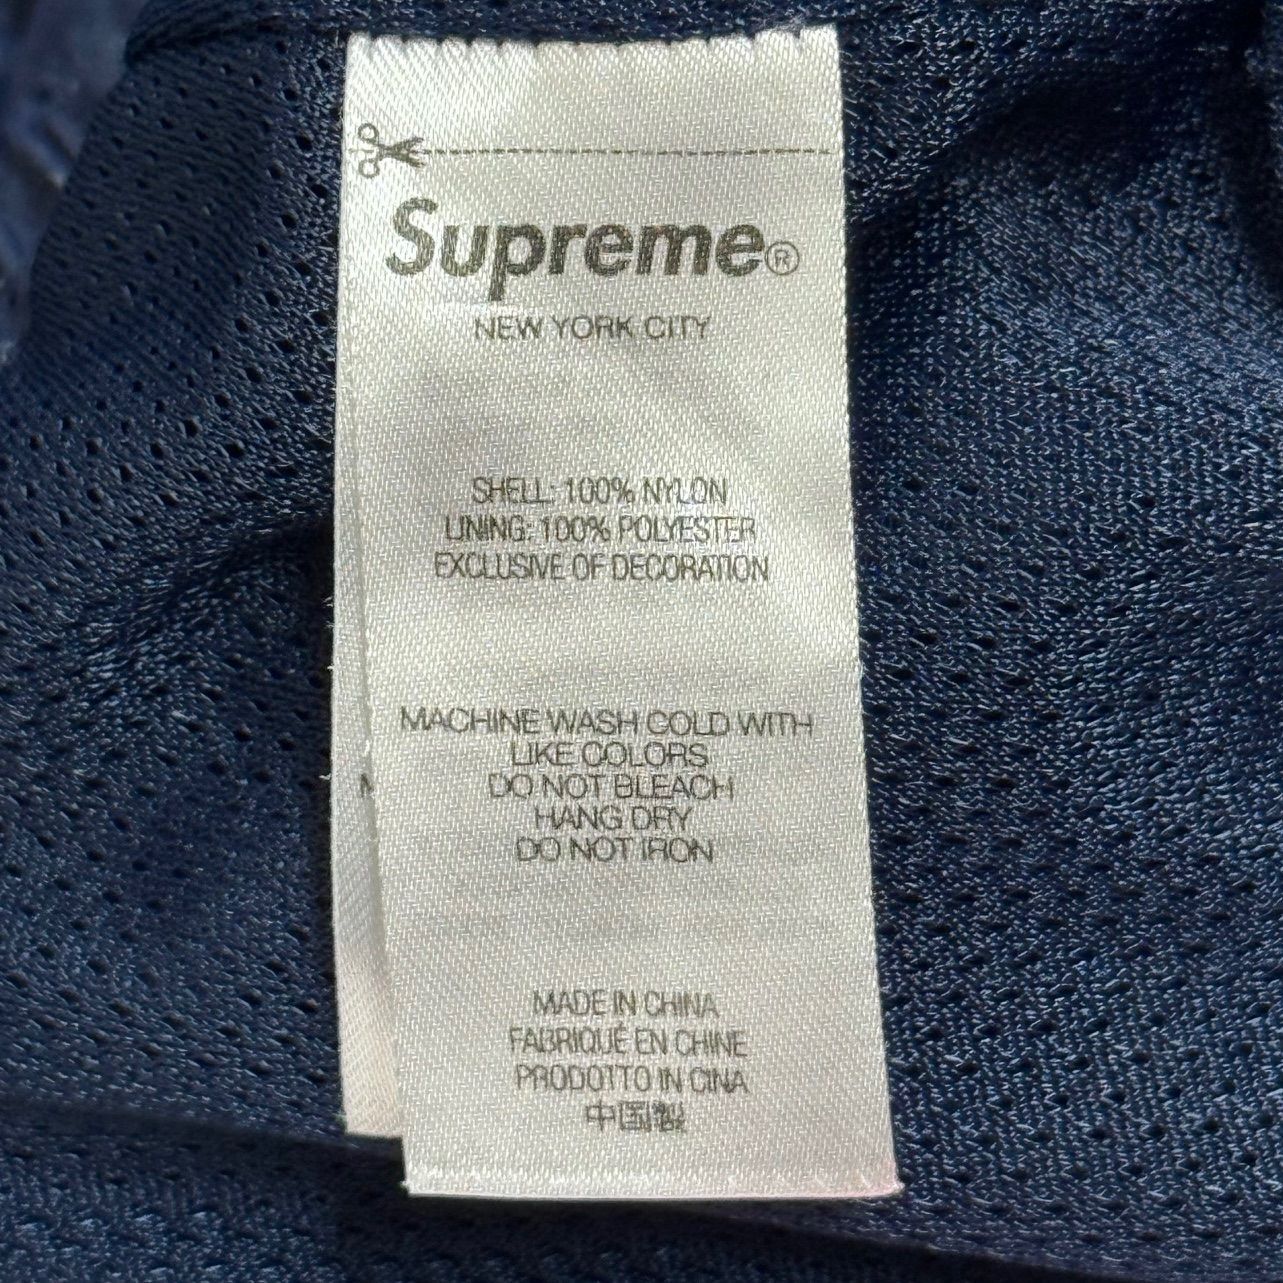 Supreme®
NEW YORK CITY
SHELL: 100% NYLON
LINING: 100% POLYESTER
EXCLUSIVE OF DECORATION
MACHINE WASH COLD WITH
LIKE COLORS
DO NOT BLEACH
HANG DRY
DO NOT IRON
MADE IN CHINA
FABRIQUÉ EN CHINE
PRODOTTO IN CINA
中国製